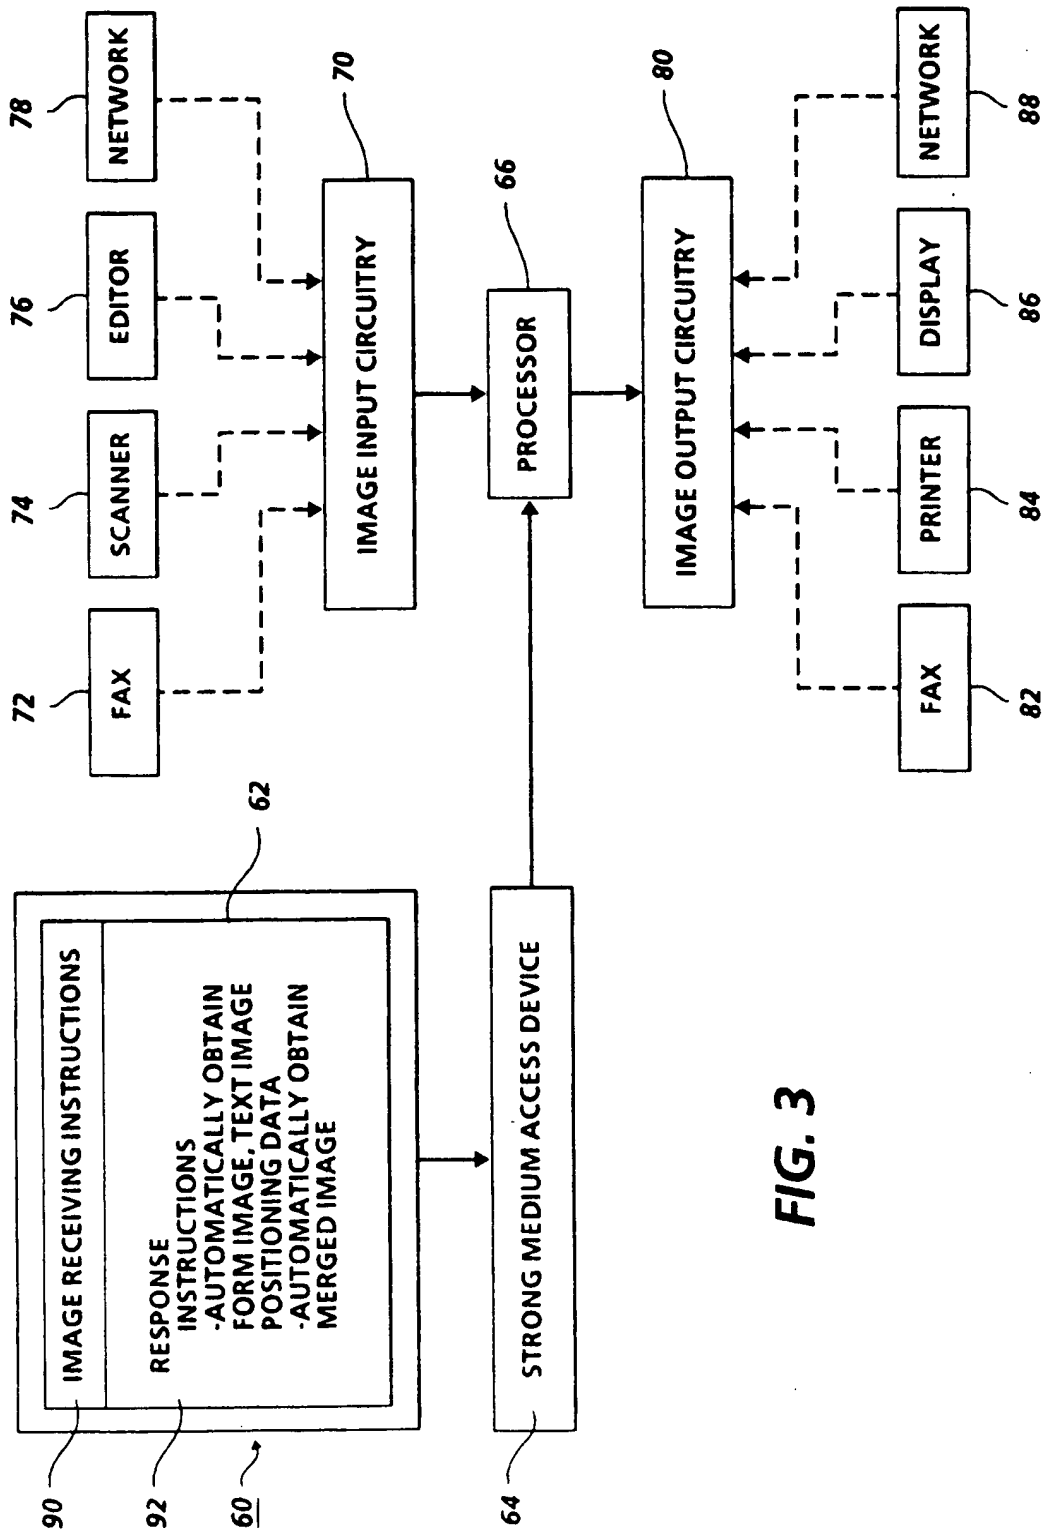 72
74
76
78
FAX
SCANNER
EDITOR
NETWORK
90
92
60
62
IMAGE RECEIVING INSTRUCTIONS
RESPONSE
INSTRUCTIONS
-AUTOMATICALLY OBTAIN
FORM IMAGE, TEXT IMAGE
POSITIONING DATA
-AUTOMATICALLY OBTAIN
MERGED IMAGE
70
IMAGE INPUT CIRCUITRY
64
STRONG MEDIUM ACCESS DEVICE
66
PROCESSOR
80
IMAGE OUTPUT CIRCUITRY
FAX
PRINTER
DISPLAY
NETWORK
82
84
86
88
FIG. 3